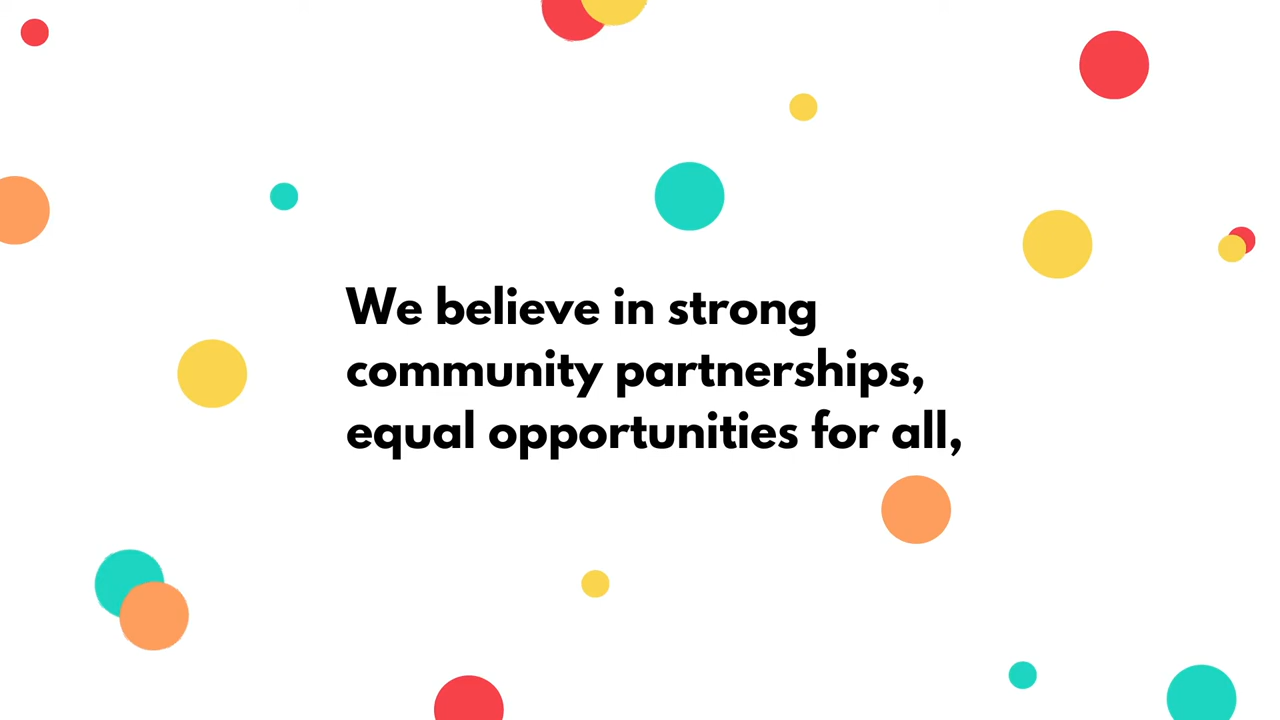 We believe in strong
community partnerships,
equal opportunities for all,